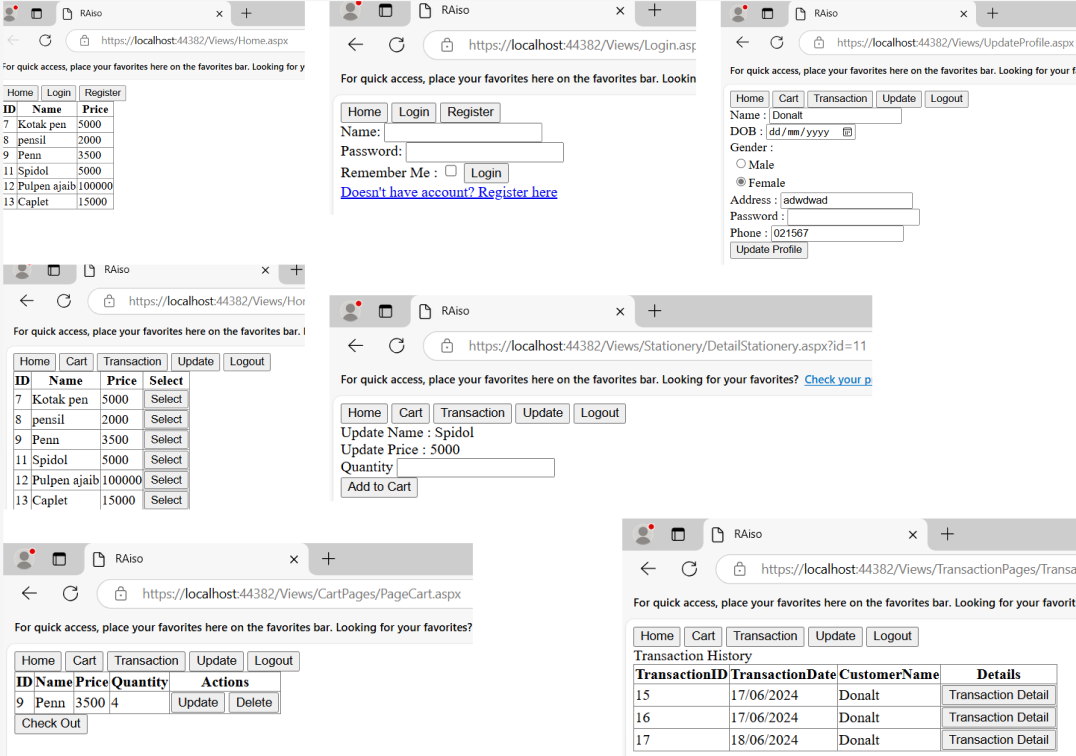 RAiso
https://localhost:44382/Views/Home.aspx
For quick access, place your favorites here on the favorites bar. Looking for y
Home Login Register
ID Name Price
7 Kotak pen 5000
8 pensil 2000
9 Penn 3500
11 Spidol 5000
12 Pulpen ajaib 100000
13 Caplet 15000
RAiso
https://localhost:44382/Views/Login.asp
For quick access, place your favorites here on the favorites bar. Lookin
Home Login Register
Name:
Password:
Remember Me : Login
Doesn't have account? Register here
RAiso
https://localhost:44382/Views/UpdateProfile.aspx
For quick access, place your favorites here on the favorites bar. Looking for your f
Home Cart Transaction Update Logout
Name : Donalt
DOB : dd/mm/yyyy
Gender :
Male
Female
Address : adwdwad
Password :
Phone : 021567
Update Profile
RAiso
https://localhost:44382/Views/Hor
For quick access, place your favorites here on the favorites bar.
Home Cart Transaction Update Logout
ID Name Price Select
7 Kotak pen 5000 Select
8 pensil 2000 Select
9 Penn 3500 Select
11 Spidol 5000 Select
12 Pulpen ajaib 100000 Select
13 Caplet 15000 Select
RAiso
https://localhost:44382/Views/Stationery/DetailStationery.aspx?id=11
For quick access, place your favorites here on the favorites bar. Looking for your favorites? Check your p
Home Cart Transaction Update Logout
Update Name : Spidol
Update Price : 5000
Quantity
Add to Cart
RAiso
https://localhost:44382/Views/CartPages/PageCart.aspx
For quick access, place your favorites here on the favorites bar. Looking for your favorites?
Home Cart Transaction Update Logout
ID Name Price Quantity Actions
9 Penn 3500 4 Update Delete
Check Out
RAiso
https://localhost:44382/Views/TransactionPages/Transa
For quick access, place your favorites here on the favorites bar. Looking for your favorit
Home Cart Transaction Update Logout
Transaction History
TransactionID TransactionDate CustomerName Details
15 17/06/2024 Donalt Transaction Detail
16 17/06/2024 Donalt Transaction Detail
17 18/06/2024 Donalt Transaction Detail